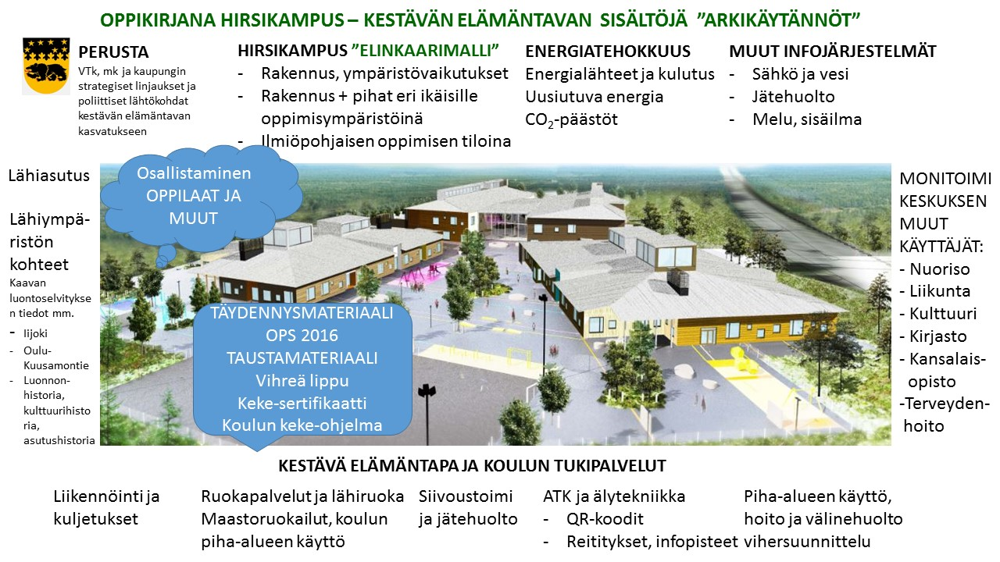 OPPIKIRJANA HIRSIKAMPUS – KESTÄVÄN ELÄMÄNTAVAN SISÄLTÖJÄ ”ARKIKÄYTÄNNÖT”
PERUSTA
VTk, mk ja kaupungin
strategiset linjaukset ja
poliittiset lähtökohdat
kestävän elämäntavan
kasvatukseen
HIRSIKAMPUS ”ELINKAARIMALLI”
- Rakennus, ympäristövaikutukset
- Rakennus + pihat eri ikäisille
oppimisympäristöinä
- Ilmiöpohjaisen oppimisen tiloina
ENERGIATEHOKKUUS
Energialähteet ja kulutus
Uusiutuva energia
CO2-päästöt
MUUT INFOJÄRJESTELMÄT
- Sähkö ja vesi
- Jätehuolto
- Melu, sisäilma
Lähiasutus
Lähiympä-
ristön
kohteet
Kaavan
luontoselvitykse
n tiedot mm.
- Iijoki
- Oulu-
Kuusamontie
- Luonnon-
historia,
kulttuurihisto
ria,
asutushistoria
Osallistaminen
OPPILAAT JA
MUUT
TÄYDENNYSMATERIAALI
OPS 2016
TAUSTAMATERIAALI
Vihreä lippu
Keke-sertifikaatti
Koulun keke-ohjelma
MONITOIMI
KESKUKSEN
MUUT
KÄYTTÄJÄT:
- Nuoriso
- Liikunta
- Kulttuuri
- Kirjasto
- Kansalais-
opisto
-Terveyden-
hoito
KESTÄVÄ ELÄMÄNTAPA JA KOULUN TUKIPALVELUT
Liikennöinti ja
kuljetukset
Ruokapalvelut ja lähiruoka
Maastoruokailut, koulun
piha-alueen käyttö
Siivoustoimi
ja jätehuolto
ATK ja älytekniikka
- QR-koodit
- Reititykset, infopisteet
Piha-alueen käyttö,
hoito ja välinehuolto
vihersuunnittelu